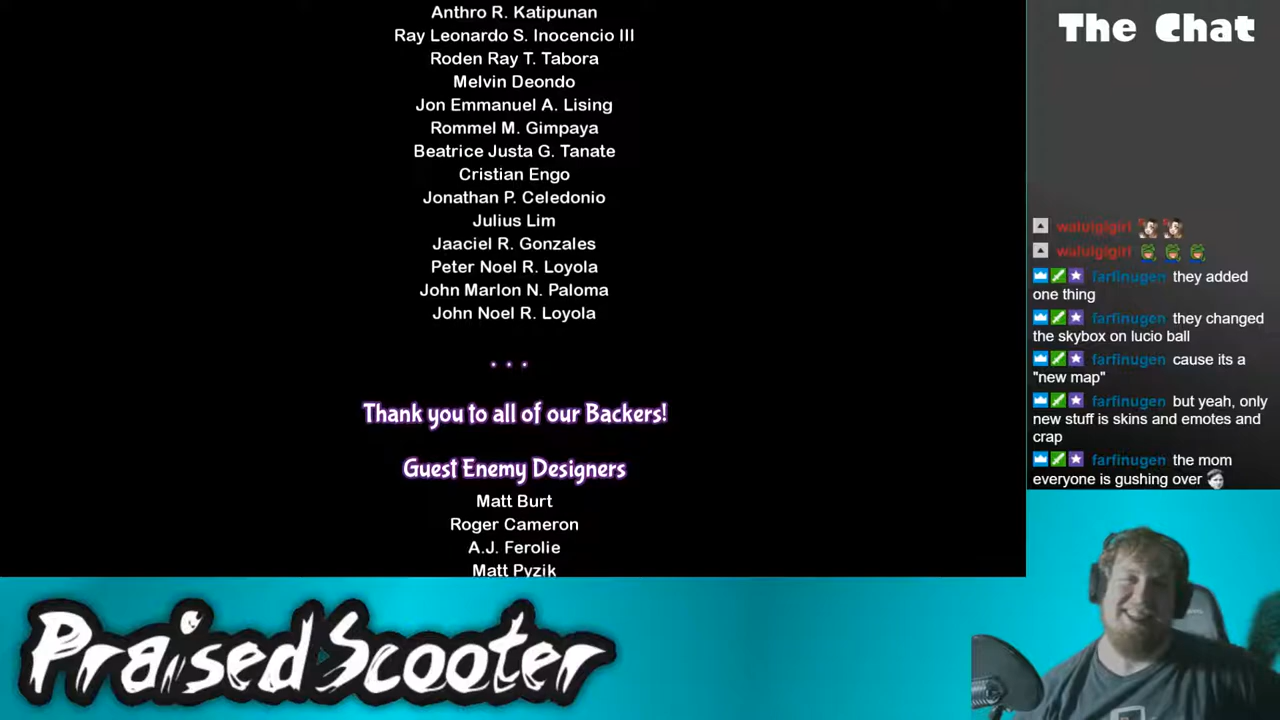 Anthro R. Katipunan
Ray Leonardo S. Inocencio III
Roden Ray T. Tabora
Melvin Deondo
Jon Emmanuel A. Lising
Rommel M. Gimpaya
Beatrice Justa G. Tanate
Cristian Engo
Jonathan P. Celedonio
Julius Lim
Jaaciel R. Gonzales
Peter Noel R. Loyola
John Marlon N. Paloma
John Noel R. Loyola
. . .
Thank you to all of our Backers!
Guest Enemy Designers
Matt Burt
Roger Cameron
A.J. Ferolie
Matt Pyzik
The Chat
waluigigirl
waluigigirl
farfinugen they added
one thing
farfinugen they changed
the skybox on lucio ball
farfinugen cause its a
"new map"
farfinugen but yeah, only
new stuff is skins and emotes and
crap
farfinugen the mom
everyone is gushing over
PraisedScooter